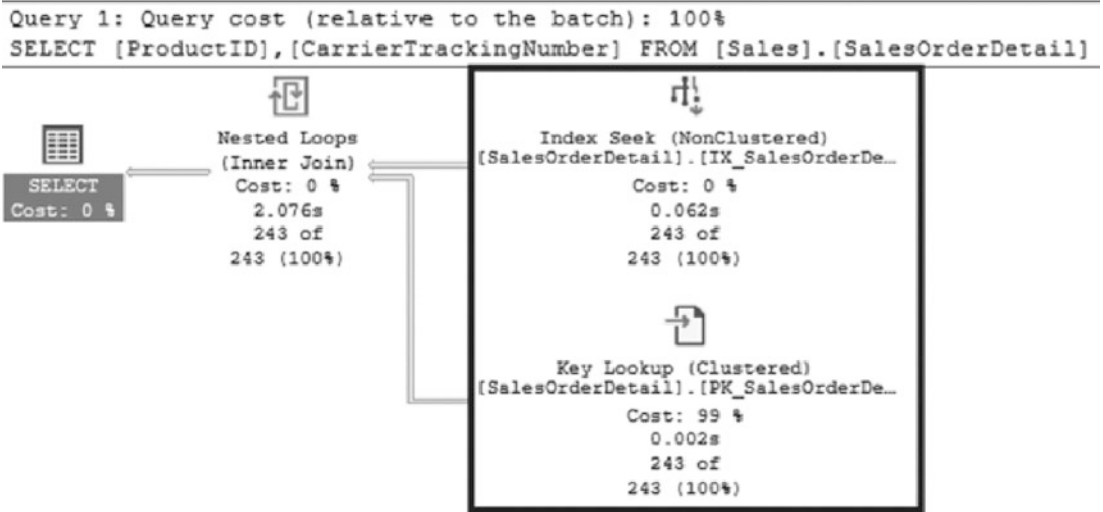 Query 1: Query cost (relative to the batch): 100%
SELECT [ProductID],[CarrierTrackingNumber] FROM [Sales].[SalesOrderDetail]
SELECT
Cost: 0 %
Nested Loops
(Inner Join)
Cost: 0 %
2.076s
243 of
243 (100%)
Index Seek (NonClustered)
[SalesOrderDetail].[IX_SalesOrderDe…
Cost: 0 %
0.062s
243 of
243 (100%)
Key Lookup (Clustered)
[SalesOrderDetail].[PK_SalesOrderDe…
Cost: 99 %
0.002s
243 of
243 (100%)